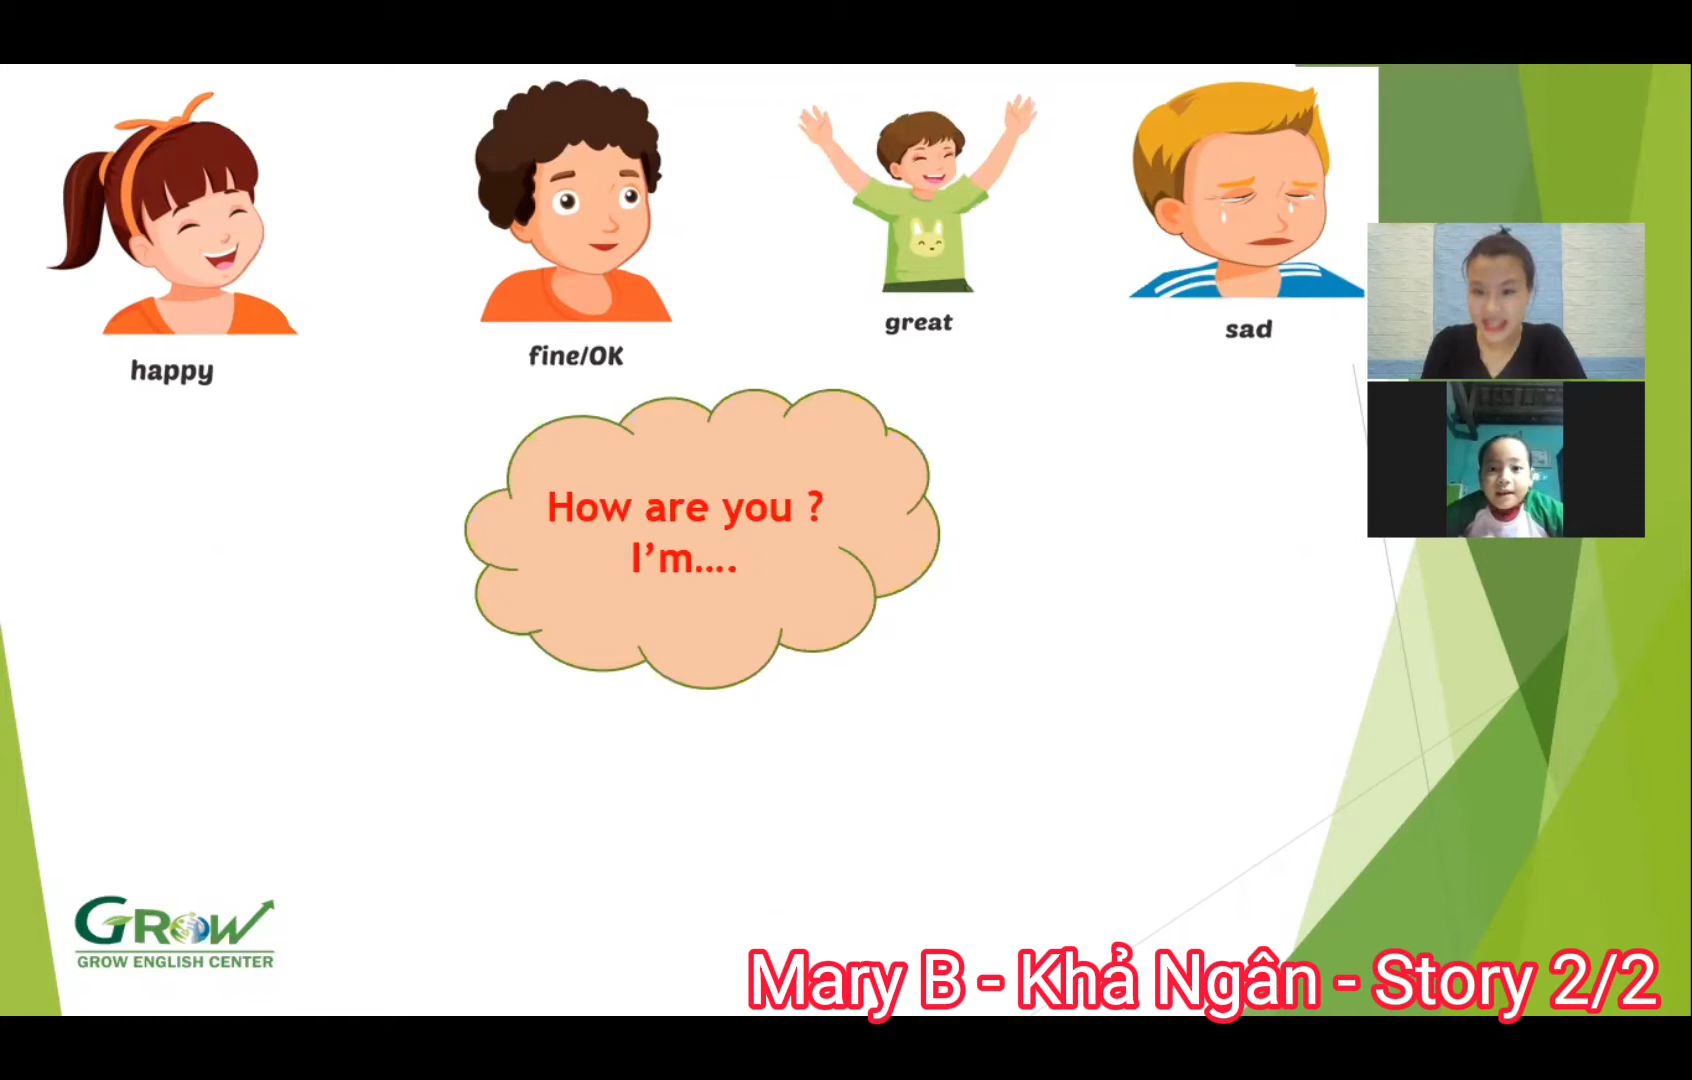 happy
fine/OK
great
sad
How are you ?
I’m....
GROW
GROW ENGLISH CENTER
Mary B - Khả Ngân - Story 2/2